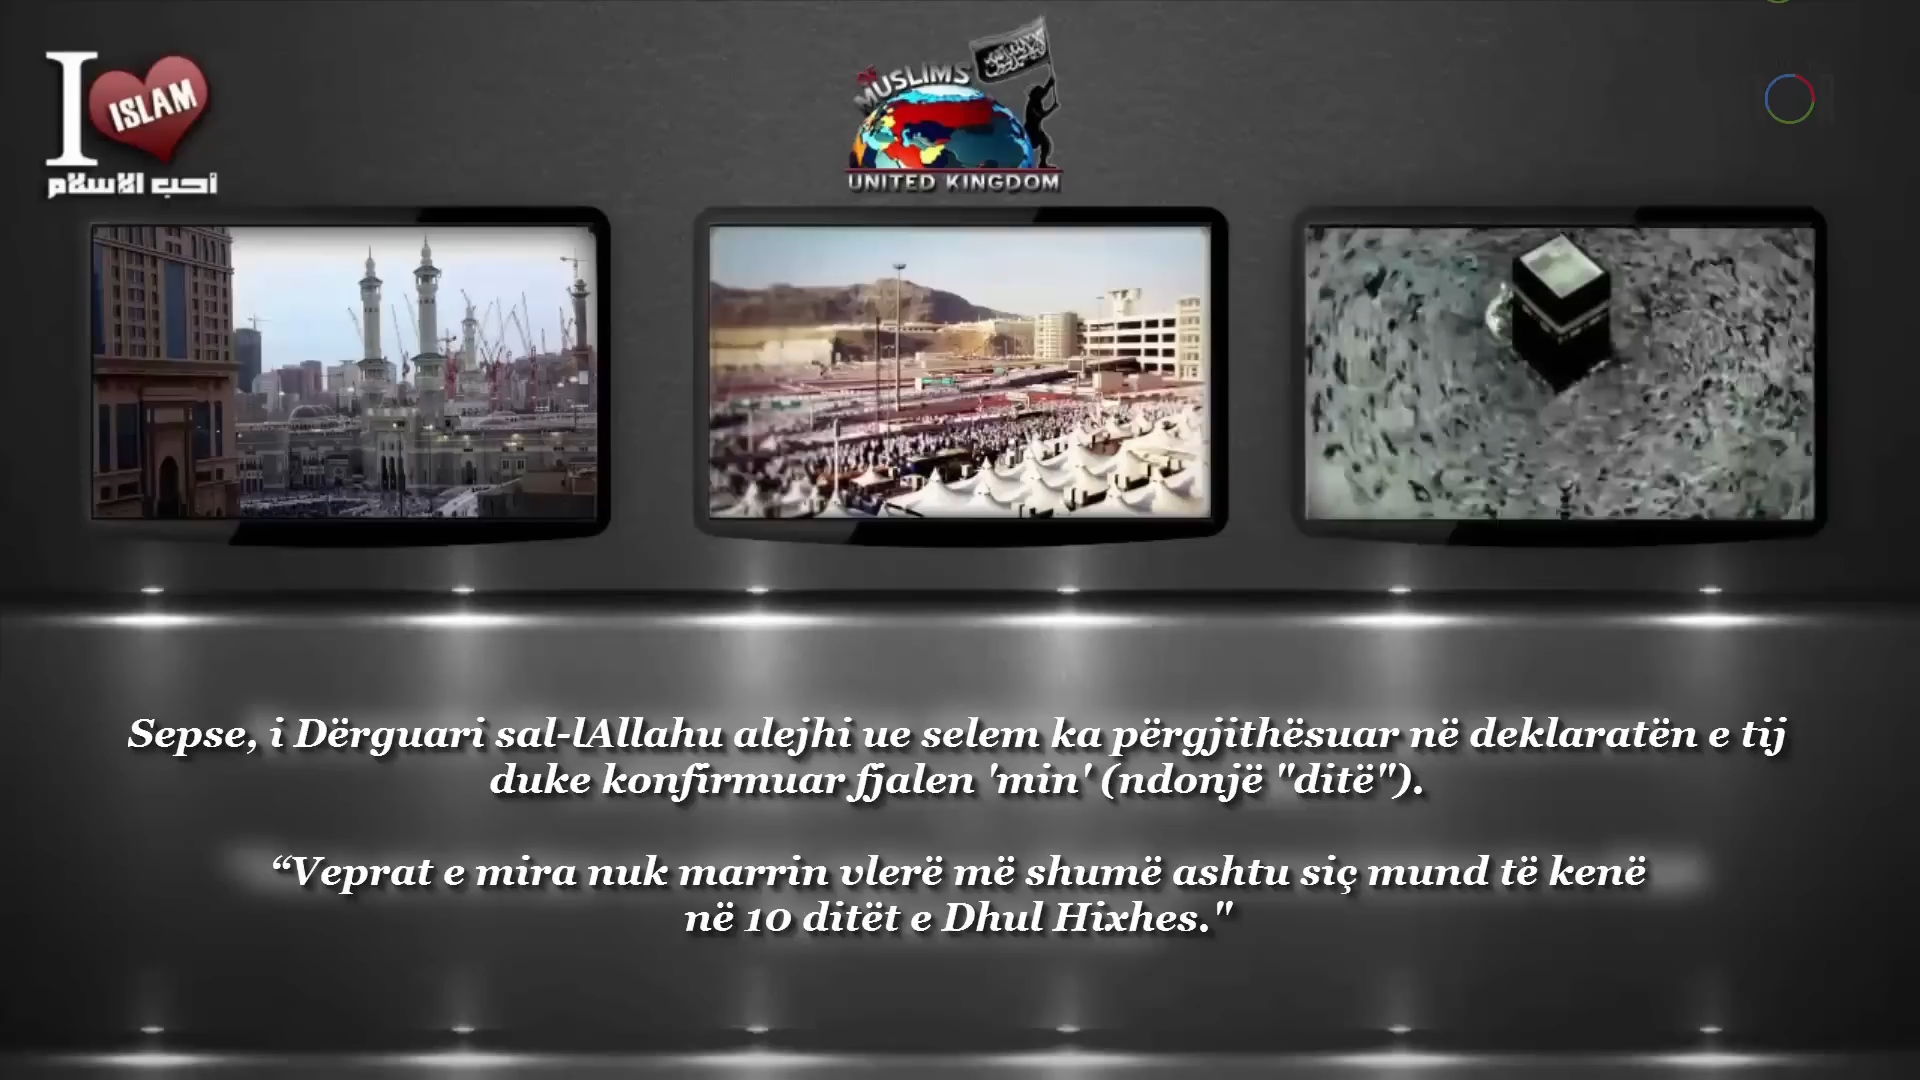 I
ISLAM
أحب الاسلام
OF
MUSLIMS
UNITED KINGDOM
Sepse, i Dërguari sal-lAllahu alejhi ue selem ka përgjithësuar në deklaratën e tij
duke konfirmuar fjalen 'min' (ndonjë "ditë").
“Veprat e mira nuk marrin vlerë më shumë ashtu siç mund të kenë
në 10 ditët e Dhul Hixhes."